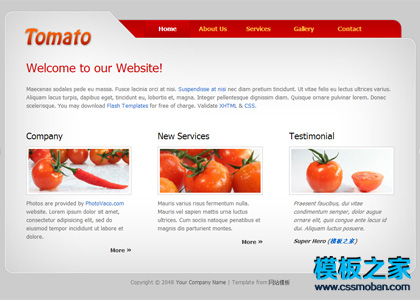 Tomato
Home About Us Services Gallery Contact
Welcome to our Website!
Maecenas sodales pede eu massa. Fusce lacinia orci at nisi. Suspendisse at nisi nec diam pretium tincidunt. Ut vitae felis eu lectus ultrices varius.
Aliquam lacus turpis, dapibus eget, tincidunt eu, lobortis et, magna. Integer pellentesque dignissim diam. Quisque ornare pulvinar lorem. Donec
scelerisque. You may download Flash Templates for free of charge. Validate XHTML & CSS.
Company
Photos are provided by PhotoVaco.com
website. Lorem ipsum dolor sit amet,
consectetur adipisicing elit, sed do
eiusmod tempor incididunt ut labore et
dolore.
More »
New Services
Mauris varius risus fermentum nulla.
Mauris vel sapien mattis urna luctus
ultrices. Cum sociis natoque penatibus et
magnis dis parturient montes.
More »
Testimonial
Praesent faucibus, dui vitae
condimentum semper, dolor augue
ornare elit, quis congue ante lacus id
dui. Aliquam luctus posuere.
Super Hero (模板之家)
Copyright © 2048 Your Company Name | Template from 网站模板
模板之家
www.cssmoban.com